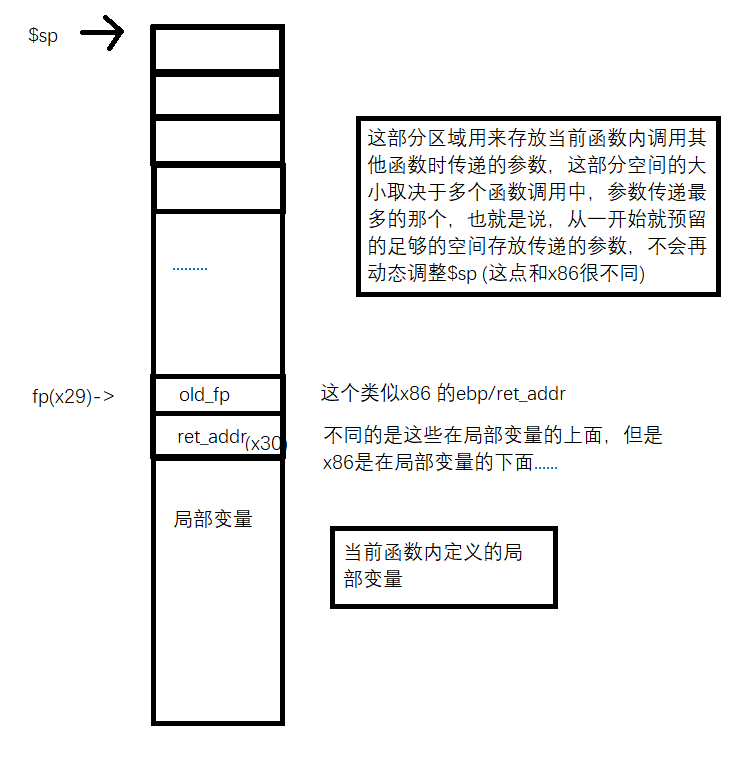 $sp
这部分区域用来存放当前函数内调用其
他函数时传递的参数，这部分空间的大
小取决于多个函数调用中，参数传递最
多的那个，也就是说，从一开始就预留
的足够的空间存放传递的参数，不会再
动态调整$sp (这点和x86很不同)
.........
fp(x29)->
old_fp
这个类似x86 的ebp/ret_addr
ret_addr(x30)
不同的是这些在局部变量的上面，但是
x86是在局部变量的下面......
局部变量
当前函数内定义的局
部变量